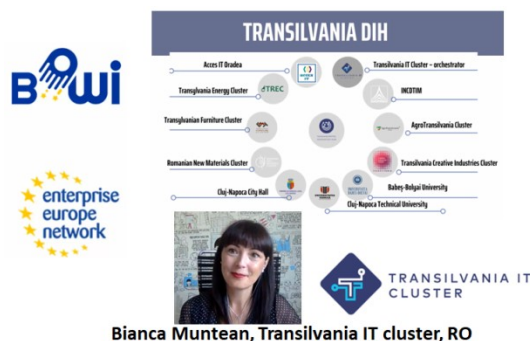 TRANSILVANIA DIH
BOWI
Acces IT Oradea
Transilvania IT Cluster – orchestrator
Transylvania Energy Cluster
TREC
INCDTIM
Transylvanian Furniture Cluster
AgroTransilvania Cluster
Romanian New Materials Cluster
Transilvania Creative Industries Cluster
Cluj-Napoca City Hall
Babeș-Bolyai University
Cluj-Napoca Technical University
enterprise
europe
network
TRANSILVANIA IT
CLUSTER
Bianca Muntean, Transilvania IT cluster, RO